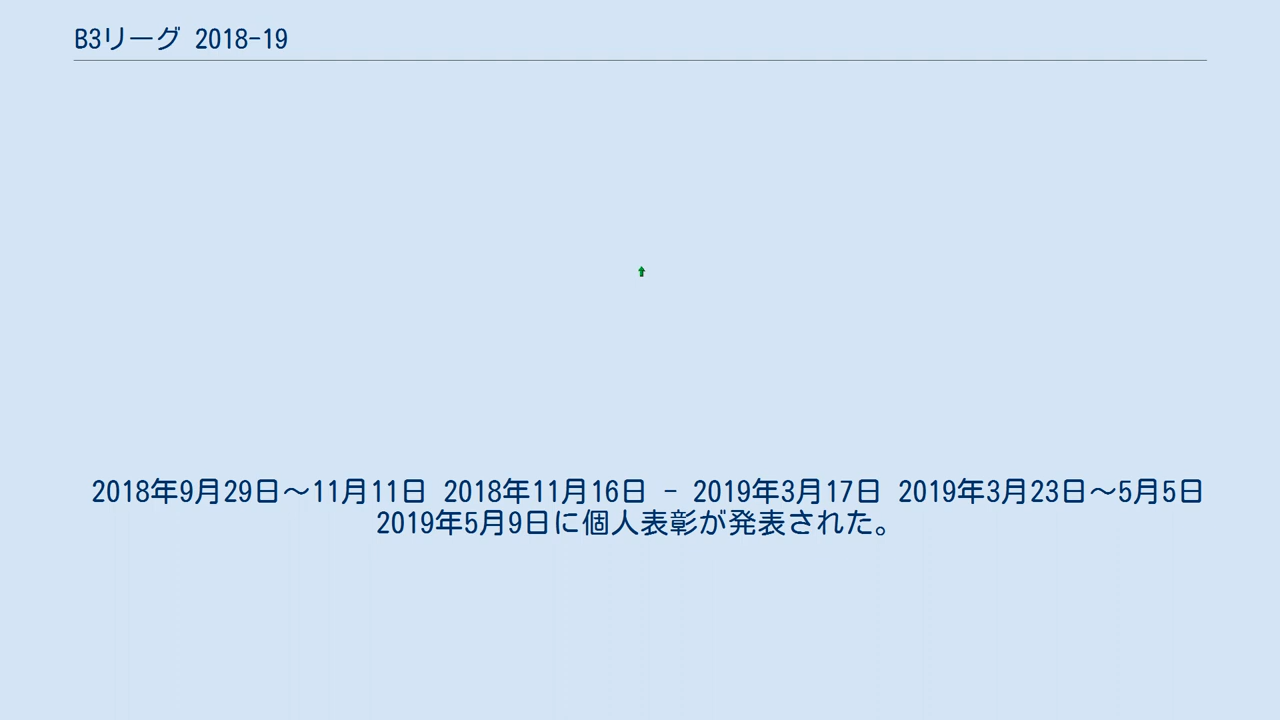 B3リーグ 2018-19
2018年9月29日～11月11日 2018年11月16日 - 2019年3月17日 2019年3月23日～5月5日
2019年5月9日に個人表彰が発表された。